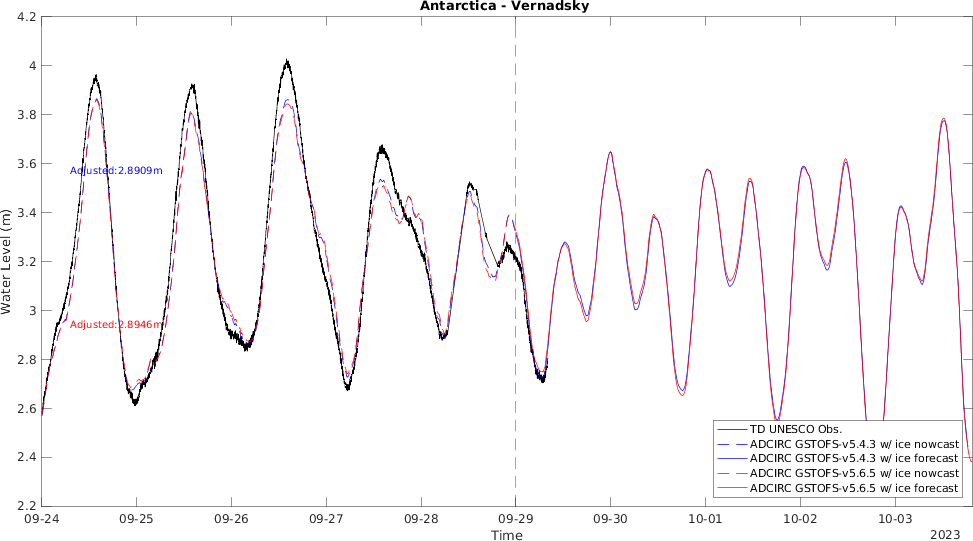 Antarctica - Vernadsky
4.2
4
3.8
3.6
3.4
3.2
3
2.8
2.6
2.4
2.2
Water Level (m)
Adjusted:2.8909m
Adjusted:2.8946m
TD UNESCO Obs.
ADCIRC GSTOFS-v5.4.3 w/ ice nowcast
ADCIRC GSTOFS-v5.4.3 w/ ice forecast
ADCIRC GSTOFS-v5.6.5 w/ ice nowcast
ADCIRC GSTOFS-v5.6.5 w/ ice forecast
09-24 09-25 09-26 09-27 09-28 09-29 09-30 10-01 10-02 10-03
Time
2023